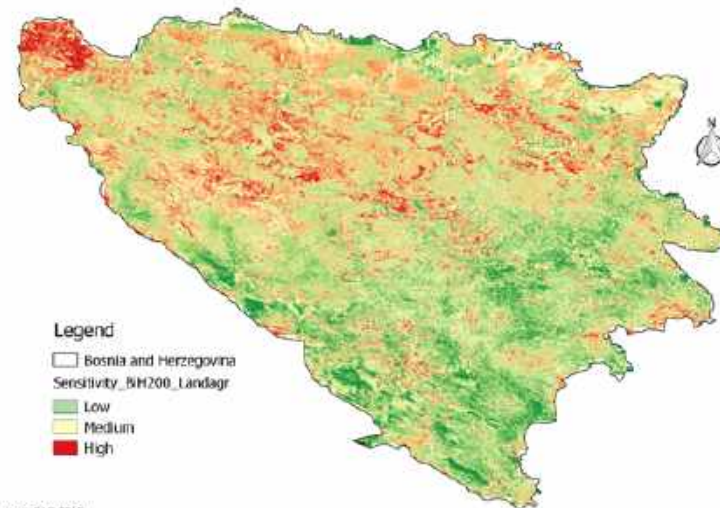 N
Legend
Bosnia and Herzegovina
Sensitivity_BiH200_Landagr
Low
Medium
High